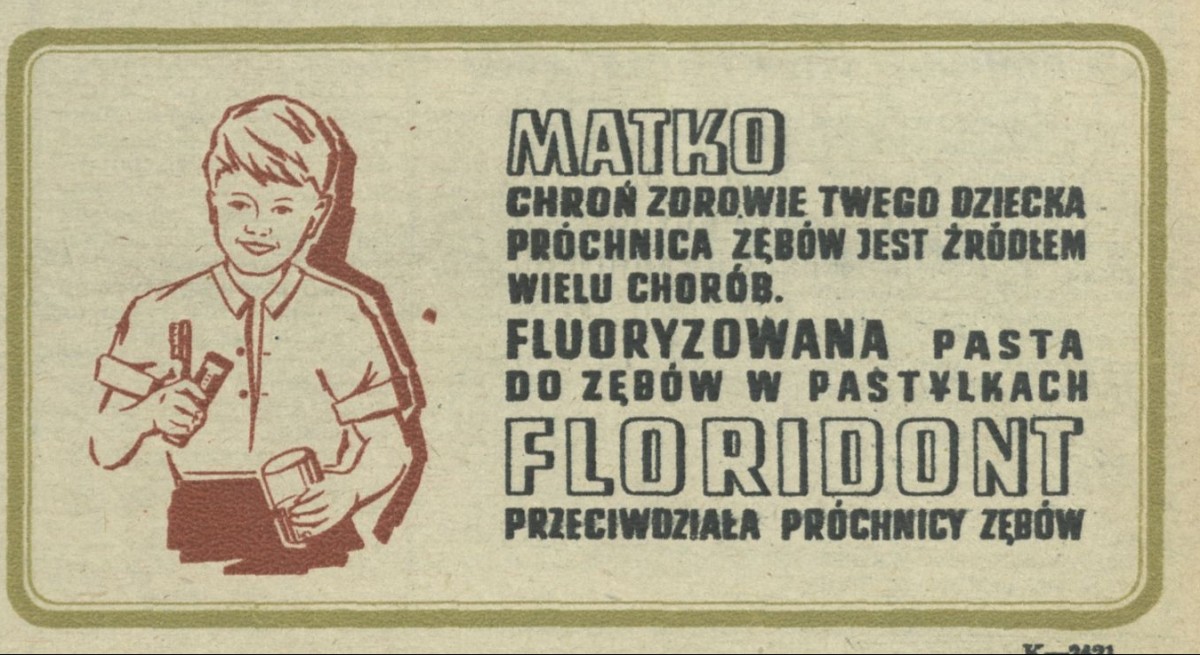 MATKO
CHROŃ ZDROWIE TWEGO DZIECKA
PRÓCHNICA ZĘBÓW JEST ŹRÓDŁEM
WIELU CHORÓB.
FLUORYZOWANA PASTA
DO ZĘBÓW W PASTYLKACH
FLORIDONT
PRZECIWDZIAŁA PRÓCHNICY ZĘBÓW